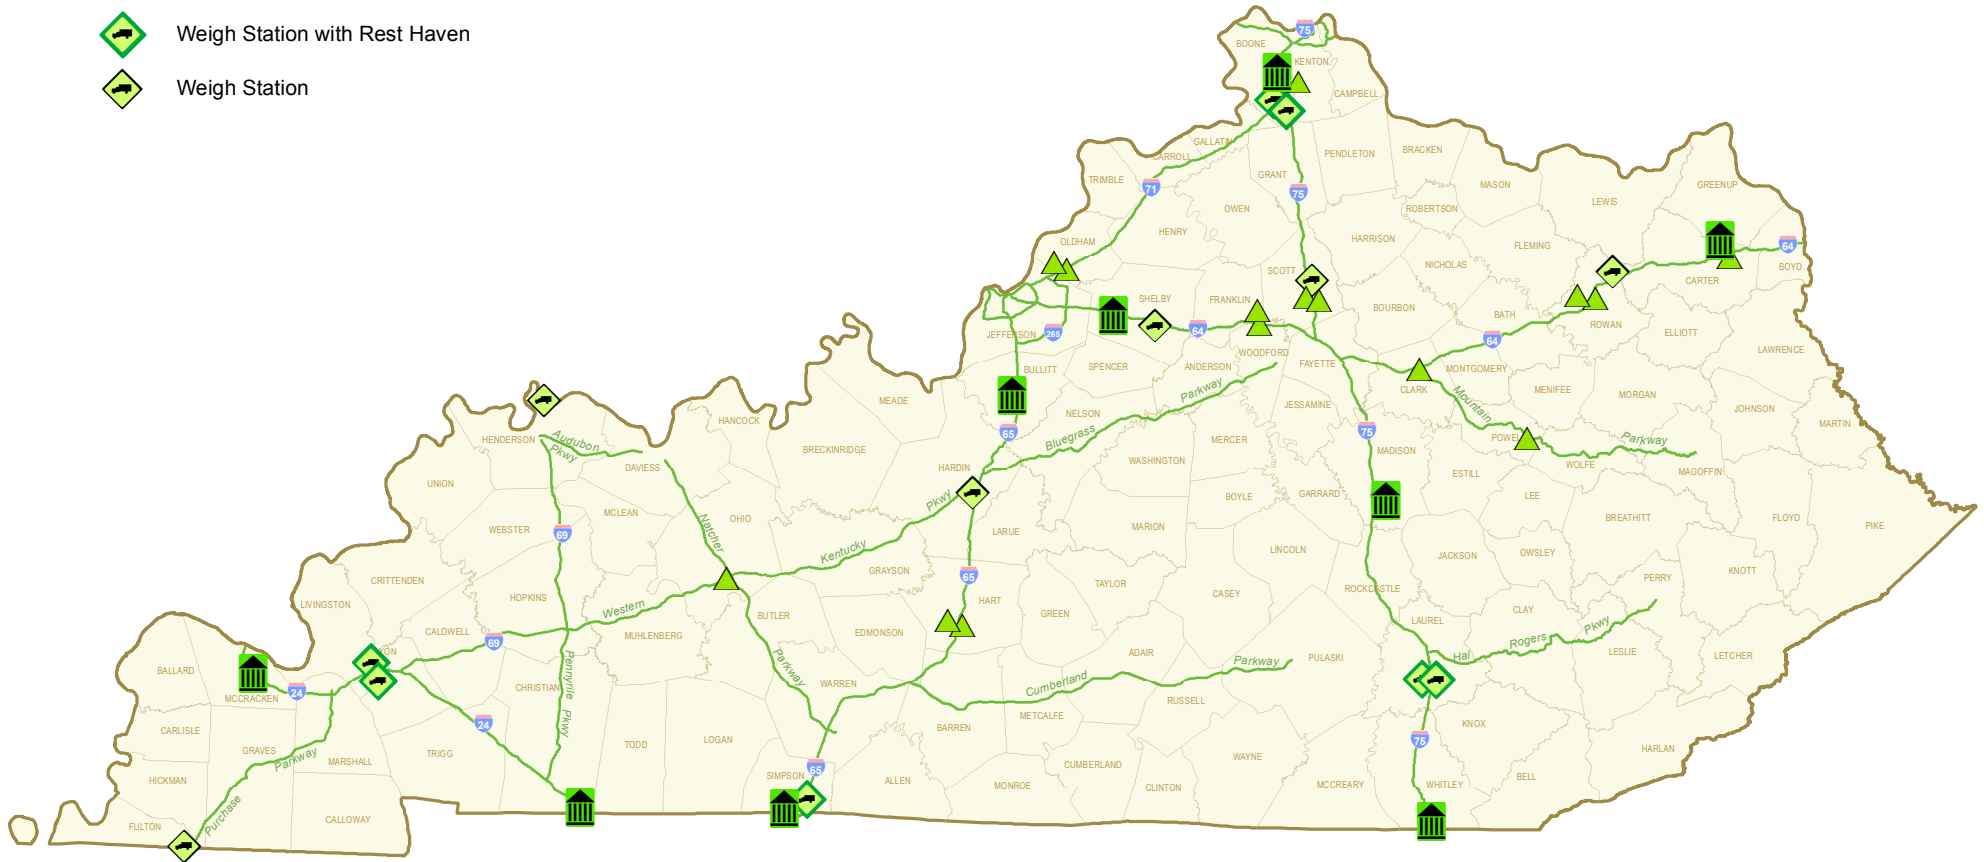 Weigh Station with Rest Haven
Weigh Station
75
BOONE
KENTON
CAMPBELL
GALLATIN
CARROLL
PENDLETON
BRACKEN
TRIMBLE
71
GRANT
75
MASON
GREENUP
LEWIS
OWEN
ROBERTSON
HENRY
OLDHAM
HARRISON
FLEMING
64
BOYD
NICHOLAS
SCOTT
CARTER
SHELBY
FRANKLIN
BOURBON
BATH
ROWAN
JEFFERSON
265
64
64
ELLIOTT
WOODFORD
LAWRENCE
BULLITT
SPENCER
ANDERSON
FAYETTE
MONTGOMERY
CLARK
MENIFEE
MORGAN
Parkway
Mountain
MEADE
JESSAMINE
JOHNSON
NELSON
HANCOCK
MARTIN
65
Bluegrass
75
HENDERSON
Audubon
Pkwy
MERCER
POWELL
Parkway
BRECKINRIDGE
MADISON
WASHINGTON
DAVIESS
HARDIN
WOLFE
MAGOFFIN
ESTILL
UNION
Pkwy
BOYLE
GARRARD
LEE
MCLEAN
OHIO
Natcher
BREATHITT
FLOYD
PIKE
WEBSTER
69
LARUE
MARION
Kentucky
LINCOLN
JACKSON
OWSLEY
GRAYSON
65
TAYLOR
PERRY
KNOTT
CRITTENDEN
ROCKCASTLE
CASEY
HOPKINS
HART
LIVINGSTON
Western
BUTLER
GREEN
CLAY
LAUREL
CALDWELL
EDMONSON
MUHLENBERG
69
Rogers
Pkwy
Hal
ADAIR
PULASKI
LESLIE
LETCHER
BALLARD
Parkway
Parkway
Pennyrile
Pkwy
Cumberland
WARREN
CHRISTIAN
24
MCCRACKEN
RUSSELL
METCALFE
BARREN
24
KNOX
CARLISLE
LOGAN
TODD
75
HARLAN
GRAVES
TRIGG
WAYNE
Parkway
MARSHALL
65
CUMBERLAND
HICKMAN
SIMPSON
ALLEN
MONROE
CLINTON
MCCREARY
WHITLEY
BELL
Purchase
FULTON
CALLOWAY